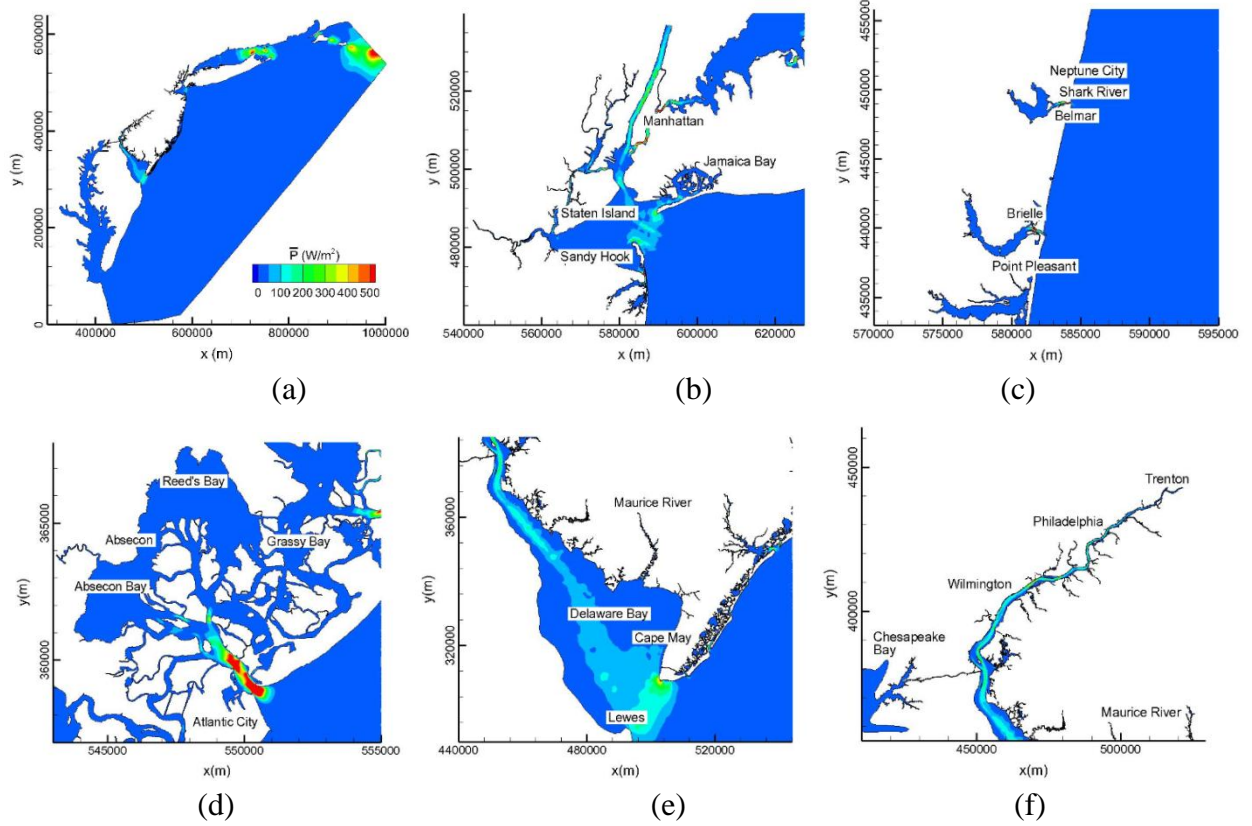 600000
400000
200000
0
y (m)
P̅ (W/m²)
0 100 200 300 400 500
400000 600000 800000 1000000
x (m)
(a)
520000
500000
480000
y (m)
Manhattan
Jamaica Bay
Staten Island
Sandy Hook
540000 560000 580000 600000 620000
x (m)
(b)
455000
450000
445000
440000
435000
y (m)
Neptune City
Shark River
Belmar
Brielle
Point Pleasant
570000 575000 580000 585000 590000 595000
x (m)
(c)
365000
360000
y(m)
Reed's Bay
Absecon
Grassy Bay
Absecon Bay
Atlantic City
545000 550000 555000
x(m)
(d)
360000
320000
y(m)
Maurice River
Delaware Bay
Cape May
Lewes
440000 480000 520000
x(m)
(e)
450000
400000
y(m)
Trenton
Philadelphia
Wilmington
Chesapeake
Bay
Maurice River
450000 500000
x(m)
(f)